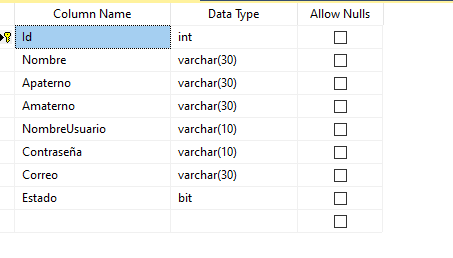 Column Name Data Type Allow Nulls
Id int
Nombre varchar(30)
Apaterno varchar(30)
Amaterno varchar(30)
NombreUsuario varchar(10)
Contraseña varchar(10)
Correo varchar(30)
Estado bit